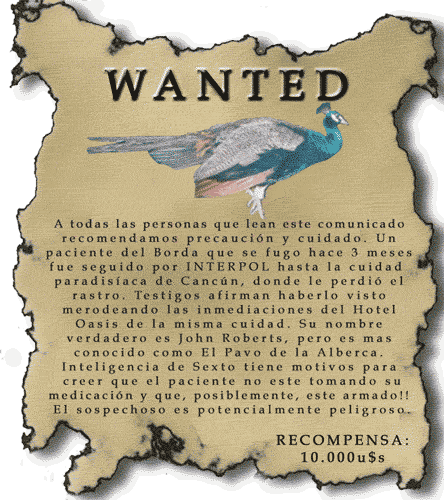 WANTED
A todas las personas que lean este comunicado
recomendamos precaución y cuidado. Un
paciente del Borda que se fugo hace 3 meses
fue seguido por INTERPOL hasta la cuidad
paradisíaca de Cancún, donde le perdió el
rastro. Testigos afirman haberlo visto
merodeando las inmediaciones del Hotel
Oasis de la misma cuidad. Su nombre
verdadero es John Roberts, pero es mas
conocido como El Pavo de la Alberca.
Inteligencia de Sexto tiene motivos para
creer que el paciente no este tomando su
medicación y que, posiblemente, este armado!!
El sospechoso es potencialmente peligroso.
RECOMPENSA:
10.000u$s